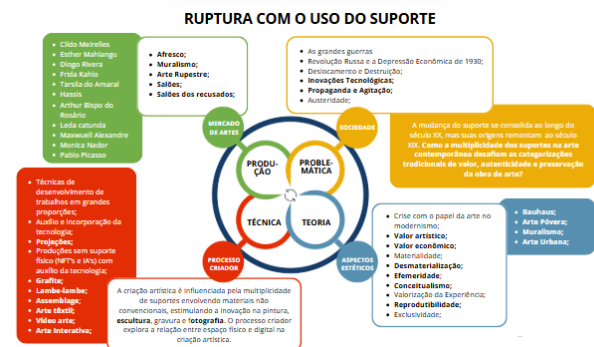 RUPTURA COM O USO DO SUPORTE
Cildo Meirelles
Esther Mahlangu
Diogo Rivera
Frida Kahlo
Tarsila do Amaral
Hassis
Arthur Bispo do
Rosário
Leda catunda
Maxwuell Alexandre
Monica Nador
Pablo Picasso
Afresco;
Muralismo;
Arte Rupestre;
Salões;
Salões dos recusados;
As grandes guerras
Revolução Russa e a Depressão Econômica de 1930;
Deslocamento e Destruição;
Inovações Tecnológicas;
Propaganda e Agitação;
Austeridade;
MERCADO
DE ARTES
SOCIEDADE
A mudança do suporte se consolida ao longo do
século XX, mas suas origens remontam ao século
XIX. Como a multiplicidade dos suportes na arte
contemporânea desafiam as categorizações
tradicionais de valor, autenticidade e preservação
da obra de arte?
PRODU-
ÇÃO
PROBLE-
MÁTICA
TÉCNICA
TEORIA
Técnicas de
desenvolvimento de
trabalhos em grandes
proporções;
Auxílio e incorporação da
tecnologia;
Projeções;
Produções sem suporte
físico (NFT's e IA's) com
auxílio da tecnologia;
Grafite;
Lambe-lambe;
Assemblage;
Arte têxtil;
Vídeo arte;
Arte Interativa;
PROCESSO
CRIADOR
ASPECTOS
ESTÉTICOS
Crise com o papel da arte no
modernismo;
Valor artístico;
Valor econômico;
Materialidade;
Desmaterialização;
Efemeridade;
Conceitualismo;
Valorização da Experiência;
Reprodutibilidade;
Exclusividade;
Bauhaus;
Arte Póvera;
Muralismo;
Arte Urbana;
A criação artística é influenciada pela multiplicidade
de suportes envolvendo materiais não
convencionais, estimulando a inovação na pintura,
escultura, gravura e fotografia. O processo criador
explora a relação entre espaço físico e digital na
criação artística.